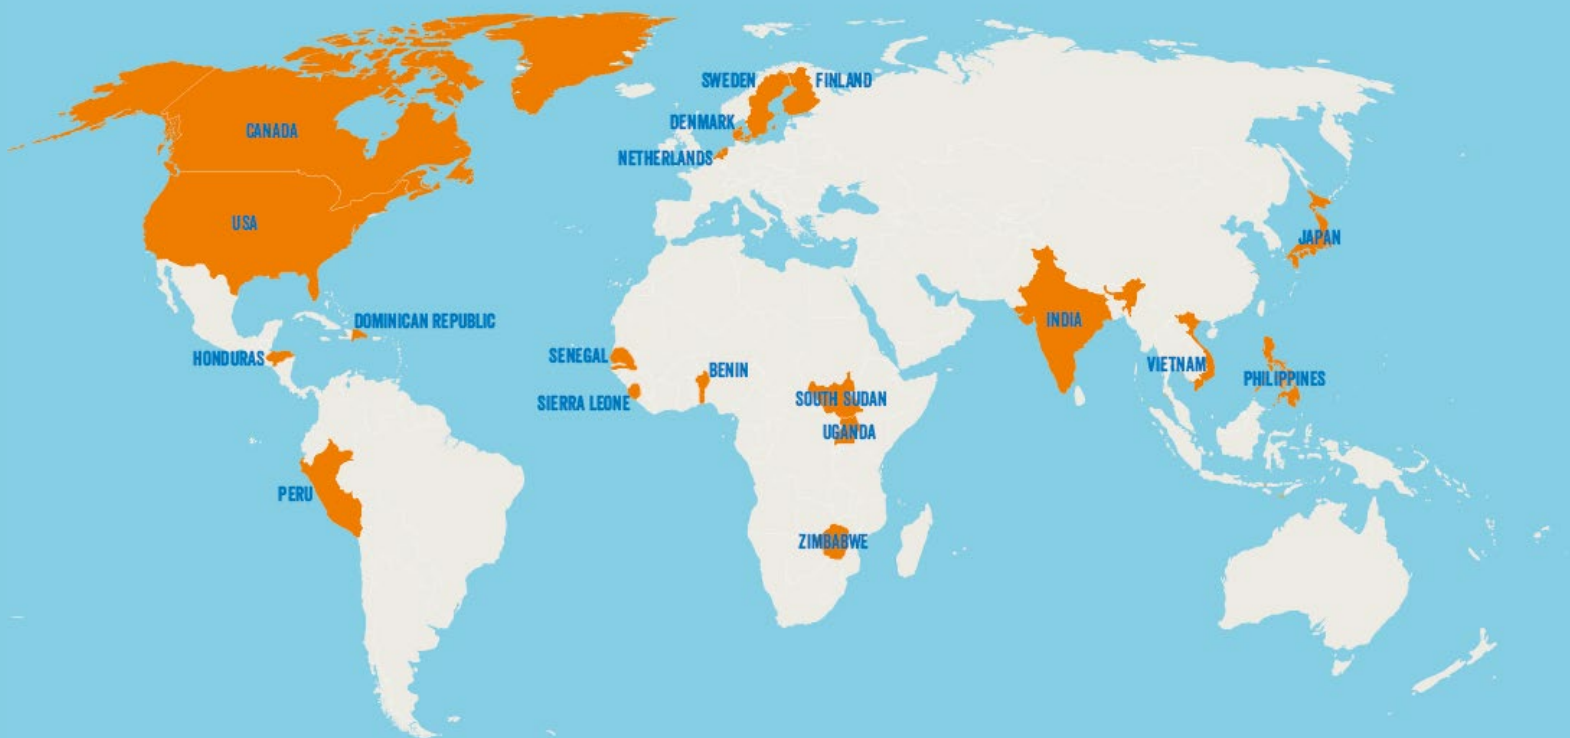 SWEDEN
FINLAND
DENMARK
CANADA
NETHERLANDS
USA
JAPAN
DOMINICAN REPUBLIC
INDIA
HONDURAS
SENEGAL
BENIN
VIETNAM
PHILIPPINES
SIERRA LEONE
SOUTH SUDAN
UGANDA
PERU
ZIMBABWE